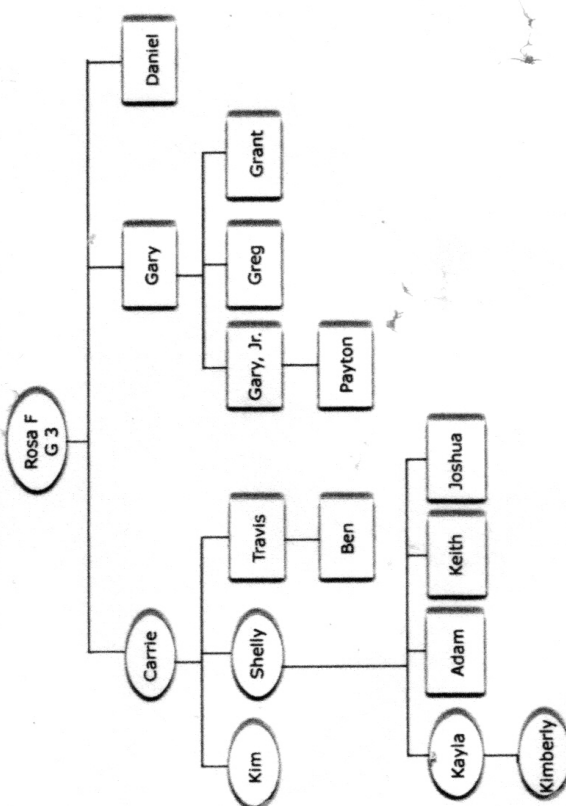 Rosa F
G 3
Carrie
Gary
Daniel
Kim
Shelly
Travis
Gary, Jr.
Greg
Grant
Ben
Payton
Kayla
Adam
Keith
Joshua
Kimberly